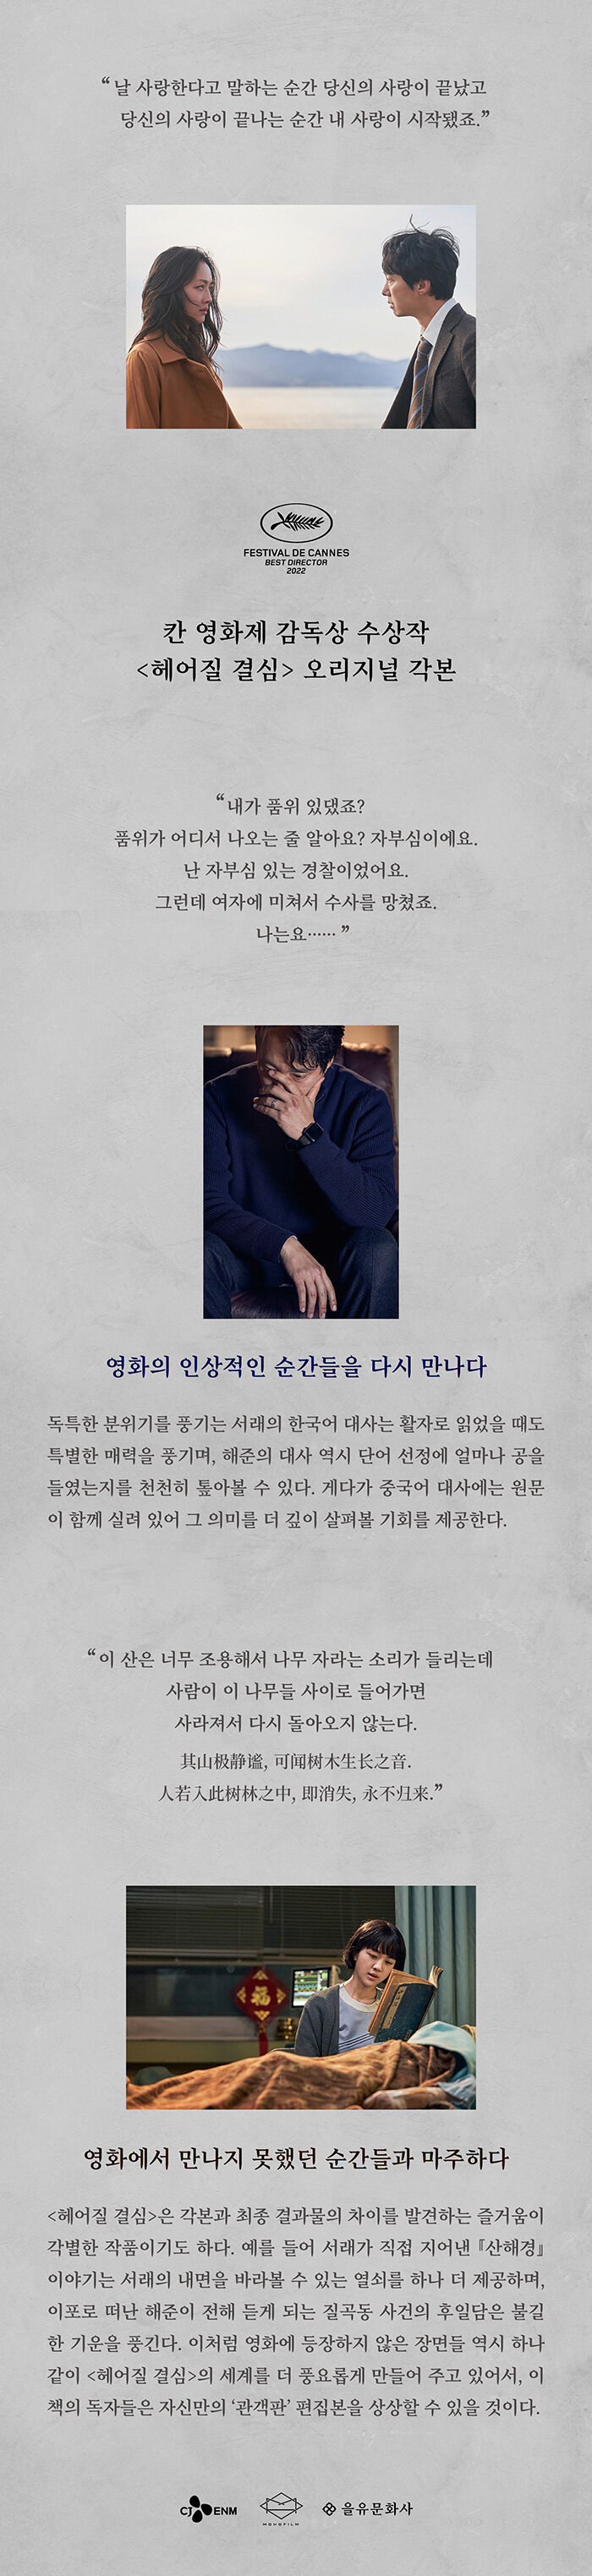 “날 사랑한다고 말하는 순간 당신의 사랑이 끝났고
당신의 사랑이 끝나는 순간 내 사랑이 시작됐죠.”
FESTIVAL DE CANNES
BEST DIRECTOR
2022
칸 영화제 감독상 수상작
<헤어질 결심> 오리지널 각본
“내가 품위 있댔죠?
품위가 어디서 나오는 줄 알아요? 자부심이에요.
난 자부심 있는 경찰이었어요.
그런데 여자에 미쳐서 수사를 망쳤죠.
나는요…… ”
영화의 인상적인 순간들을 다시 만나다
독특한 분위기를 풍기는 서래의 한국어 대사는 활자로 읽었을 때도
특별한 매력을 풍기며, 해준의 대사 역시 단어 선정에 얼마나 공을
들였는지를 천천히 톺아볼 수 있다. 게다가 중국어 대사에는 원문
이 함께 실려 있어 그 의미를 더 깊이 살펴볼 기회를 제공한다.
“이 산은 너무 조용해서 나무 자라는 소리가 들리는데
사람이 이 나무들 사이로 들어가면
사라져서 다시 돌아오지 않는다.
其山极静谧, 可闻树木生长之音.
人若入此树林之中, 即消失, 永不归来.”
福
영화에서 만나지 못했던 순간들과 마주하다
<헤어질 결심>은 각본과 최종 결과물의 차이를 발견하는 즐거움이
각별한 작품이기도 하다. 예를 들어 서래가 직접 지어낸 『산해경』
이야기는 서래의 내면을 바라볼 수 있는 열쇠를 하나 더 제공하며,
이포로 떠난 해준이 전해 듣게 되는 질곡동 사건의 후일담은 불길
한 기운을 풍긴다. 이처럼 영화에 등장하지 않은 장면들 역시 하나
같이 <헤어질 결심>의 세계를 더 풍요롭게 만들어 주고 있어서, 이
책의 독자들은 자신만의 ‘관객판’ 편집본을 상상할 수 있을 것이다.
CJ ENM
MOHOFILM
을유문화사